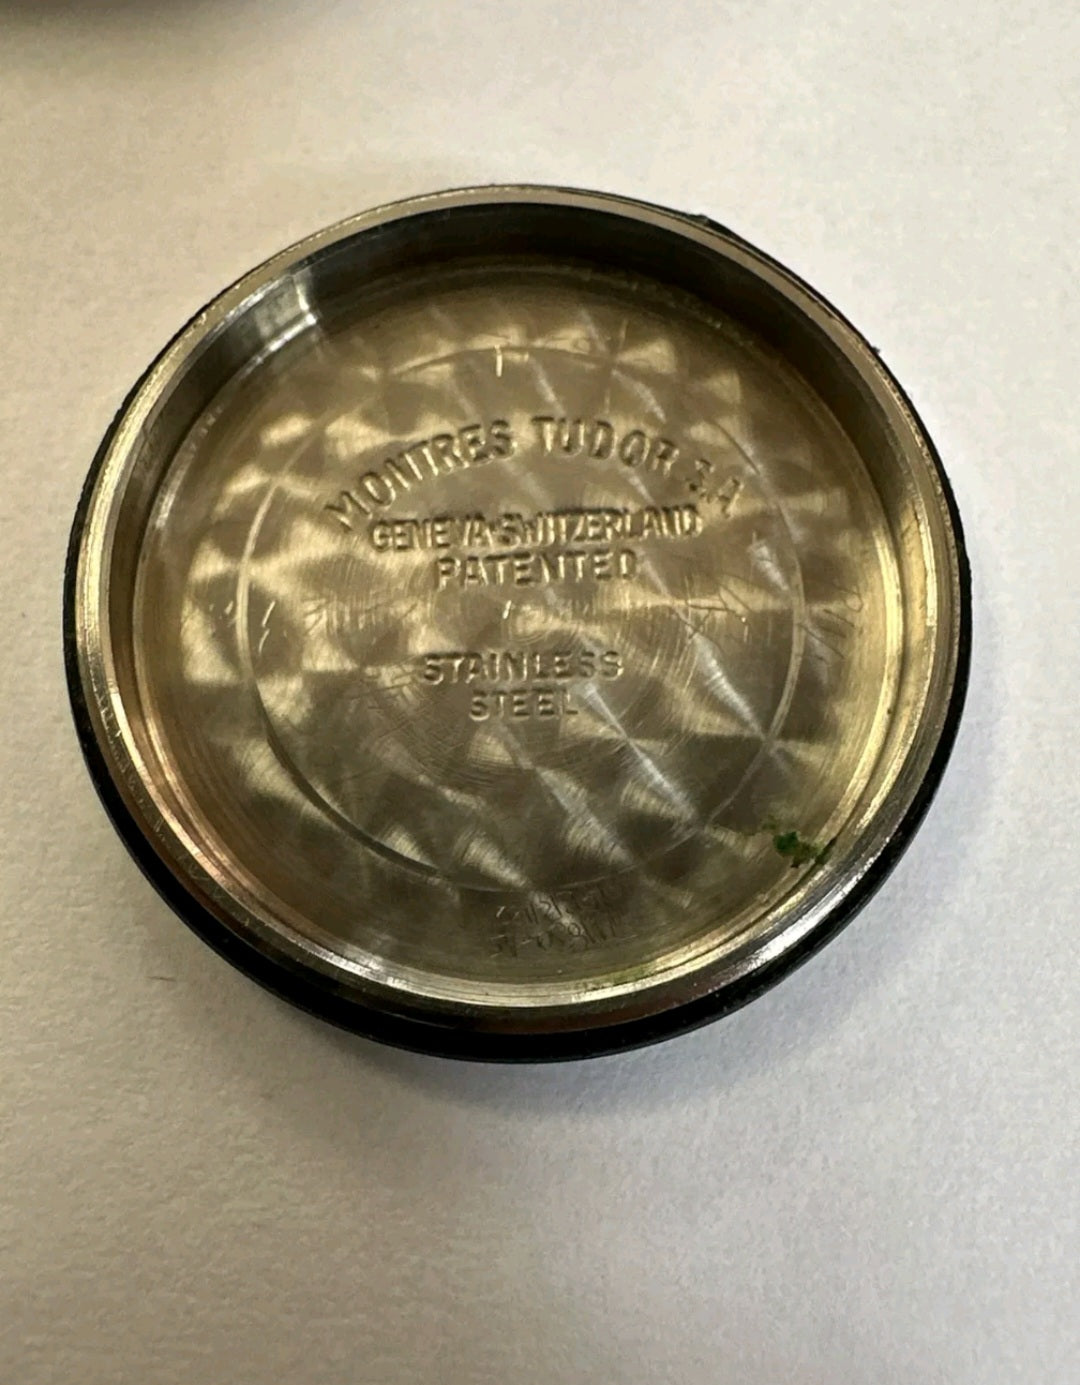 MONTRES TUDOR S.A
GENEVA-SWITZERLAND
PATENTED
STAINLESS
STEEL